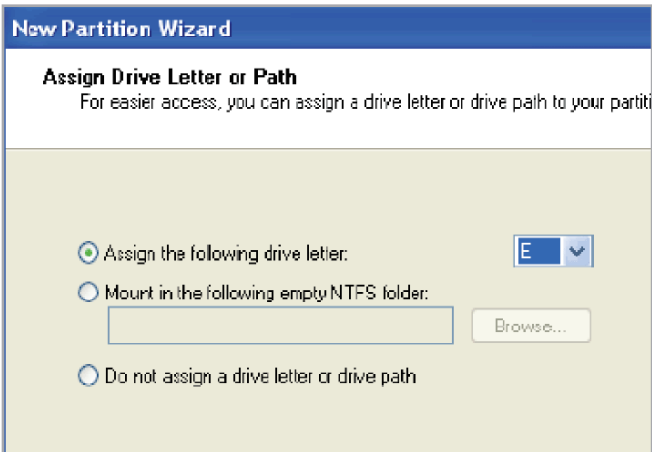 New Partition Wizard
Assign Drive Letter or Path
For easier access, you can assign a drive letter or drive path to your partiti
Assign the following drive letter:
E
Mount in the following empty NTFS folder:
Browse...
Do not assign a drive letter or drive path